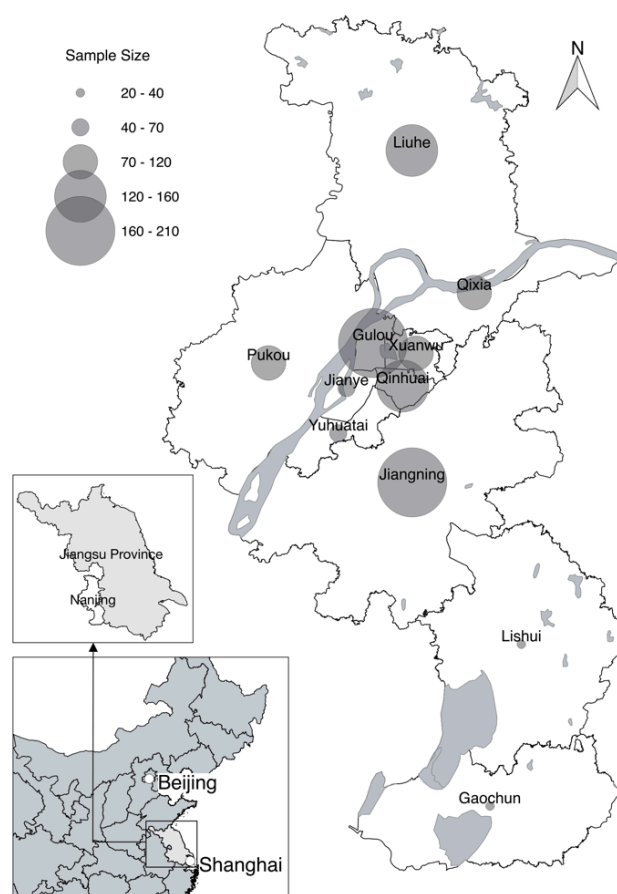 Sample Size
20 - 40
40 - 70
70 - 120
120 - 160
160 - 210
N
Liuhe
Qixia
Gulou
Xuanwu
Pukou
Jianye
Qinhuai
Yuhuatai
Jiangning
Jiangsu Province
Nanjing
Lishui
Gaochun
Beijing
Shanghai